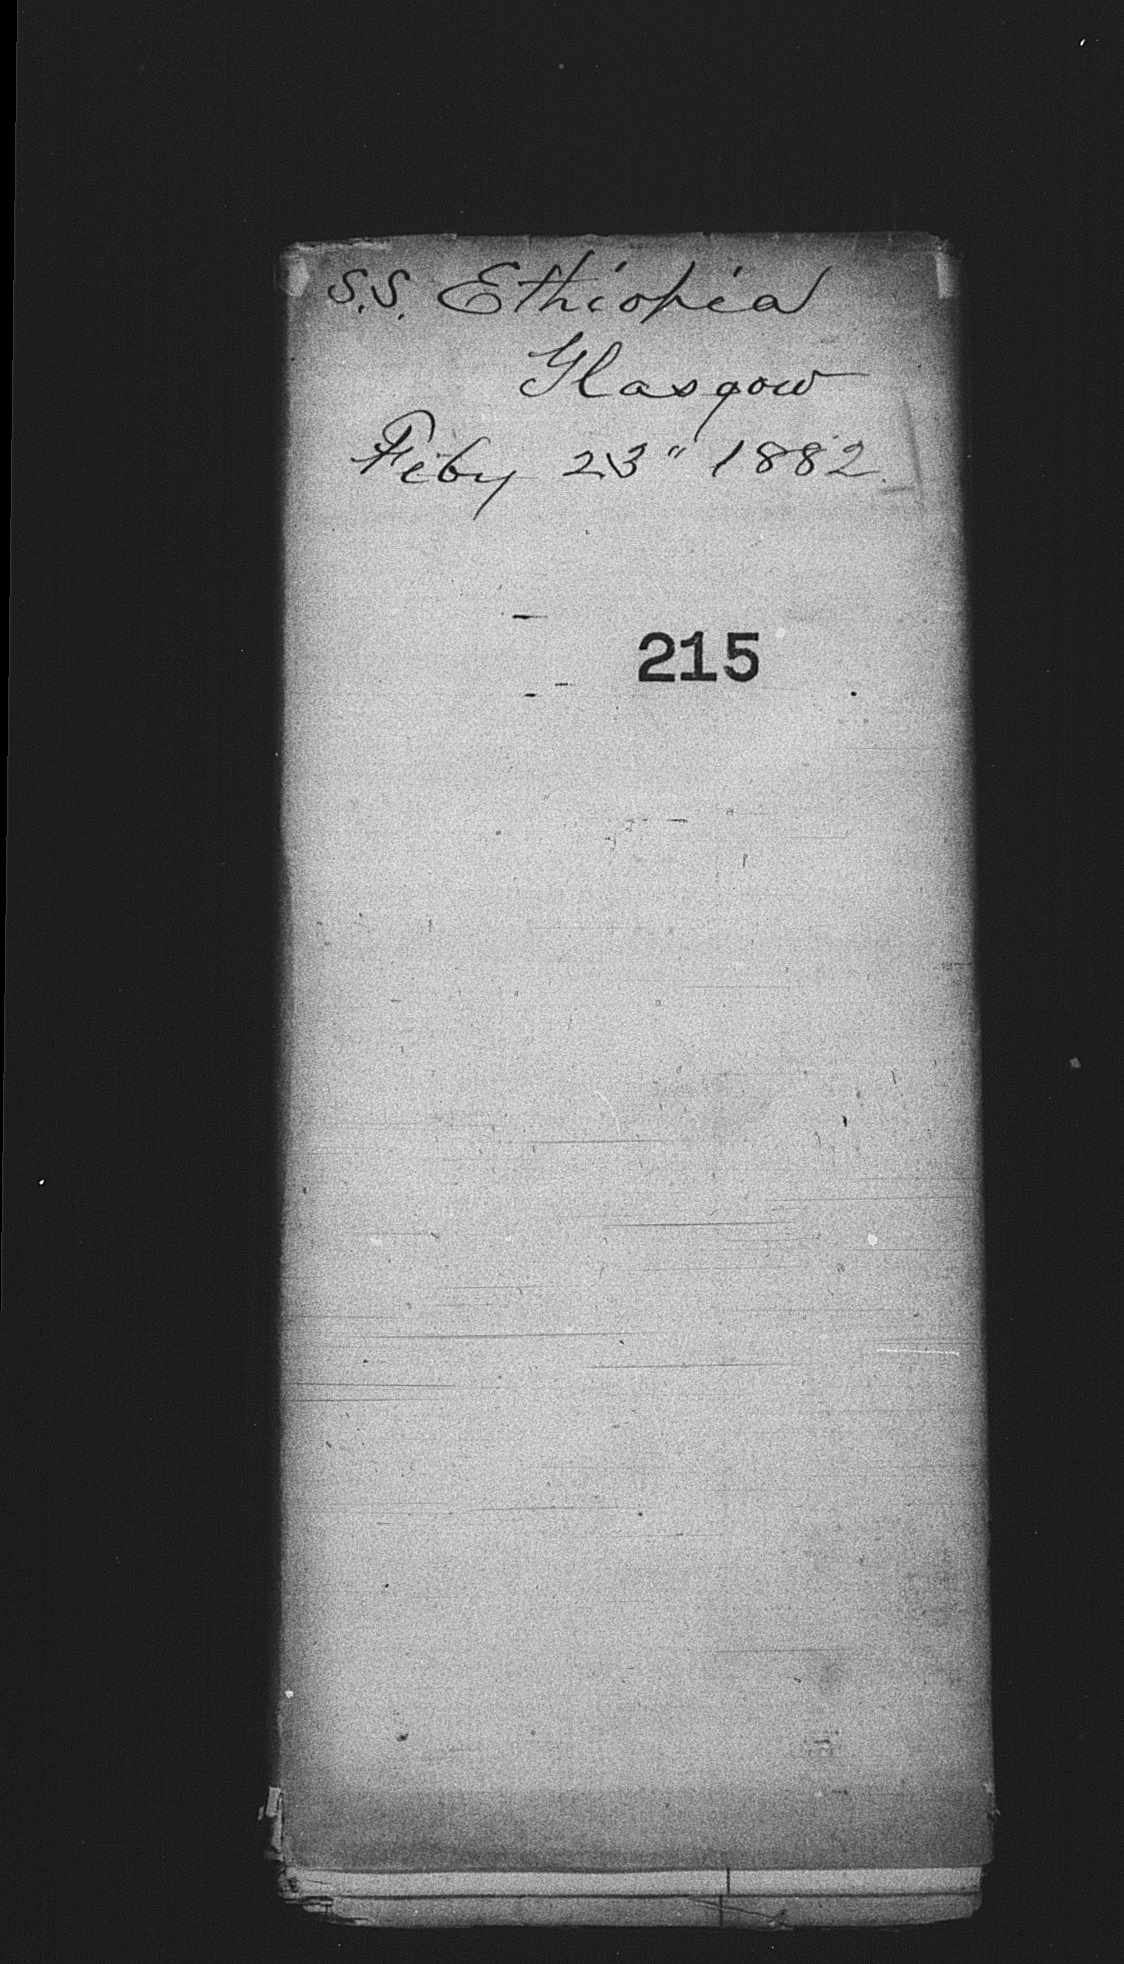 S.S. Ethiopia
Glasgow
Feby 23" 1882.
215